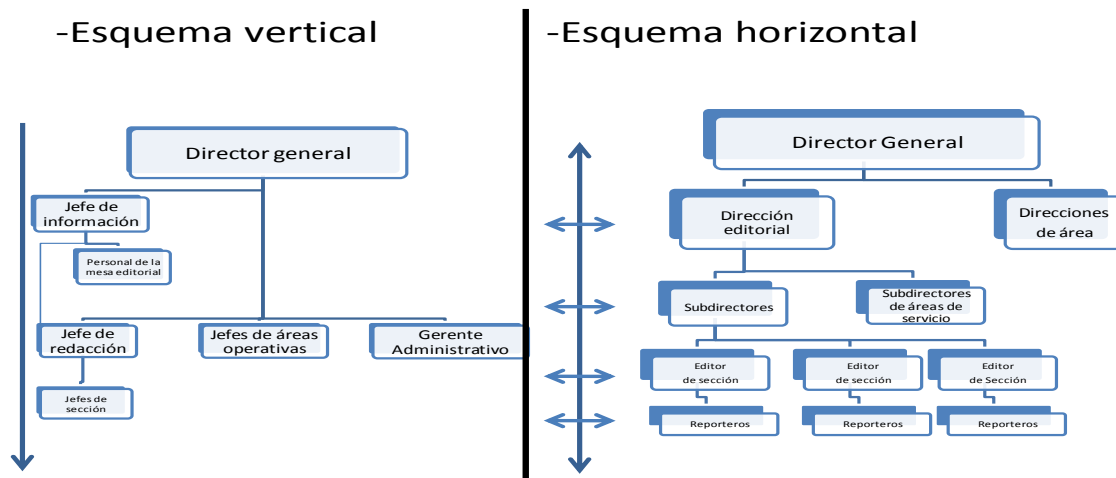 -Esquema vertical
Director general
Jefe de
información
Personal de la
mesa editorial
Jefe de
redacción
Jefes de áreas
operativas
Gerente
Administrativo
Jefes de
sección
-Esquema horizontal
Director General
Dirección
editorial
Direcciones
de área
Subdirectores
Subdirectores
de áreas de
servicio
Editor
de sección
Editor
de sección
Editor
de Sección
Reporteros
Reporteros
Reporteros